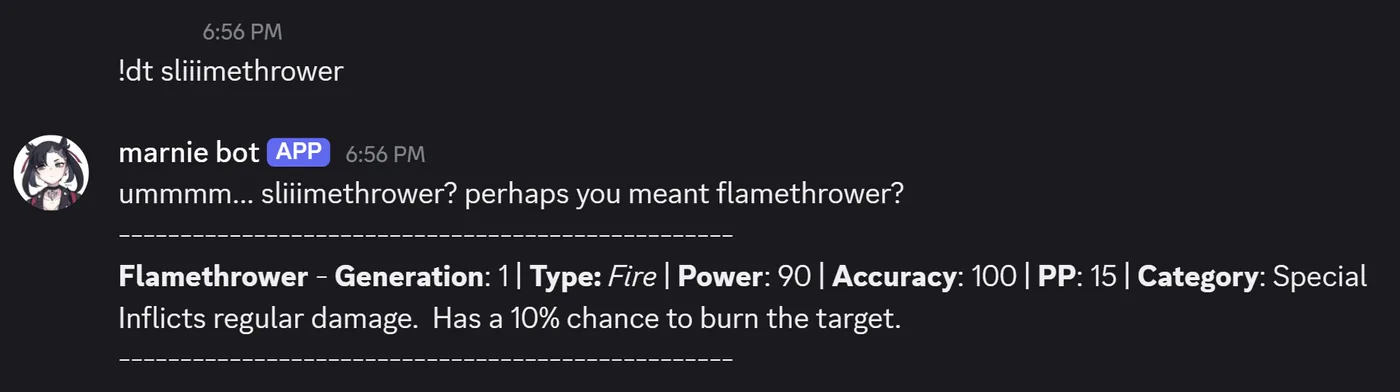 6:56 PM
!dt sliiimethrower
marnie bot APP 6:56 PM
ummmm... sliiimethrower? perhaps you meant flamethrower?
--------------------------------------------------
Flamethrower - Generation: 1 | Type: Fire | Power: 90 | Accuracy: 100 | PP: 15 | Category: Special
Inflicts regular damage.  Has a 10% chance to burn the target.
--------------------------------------------------